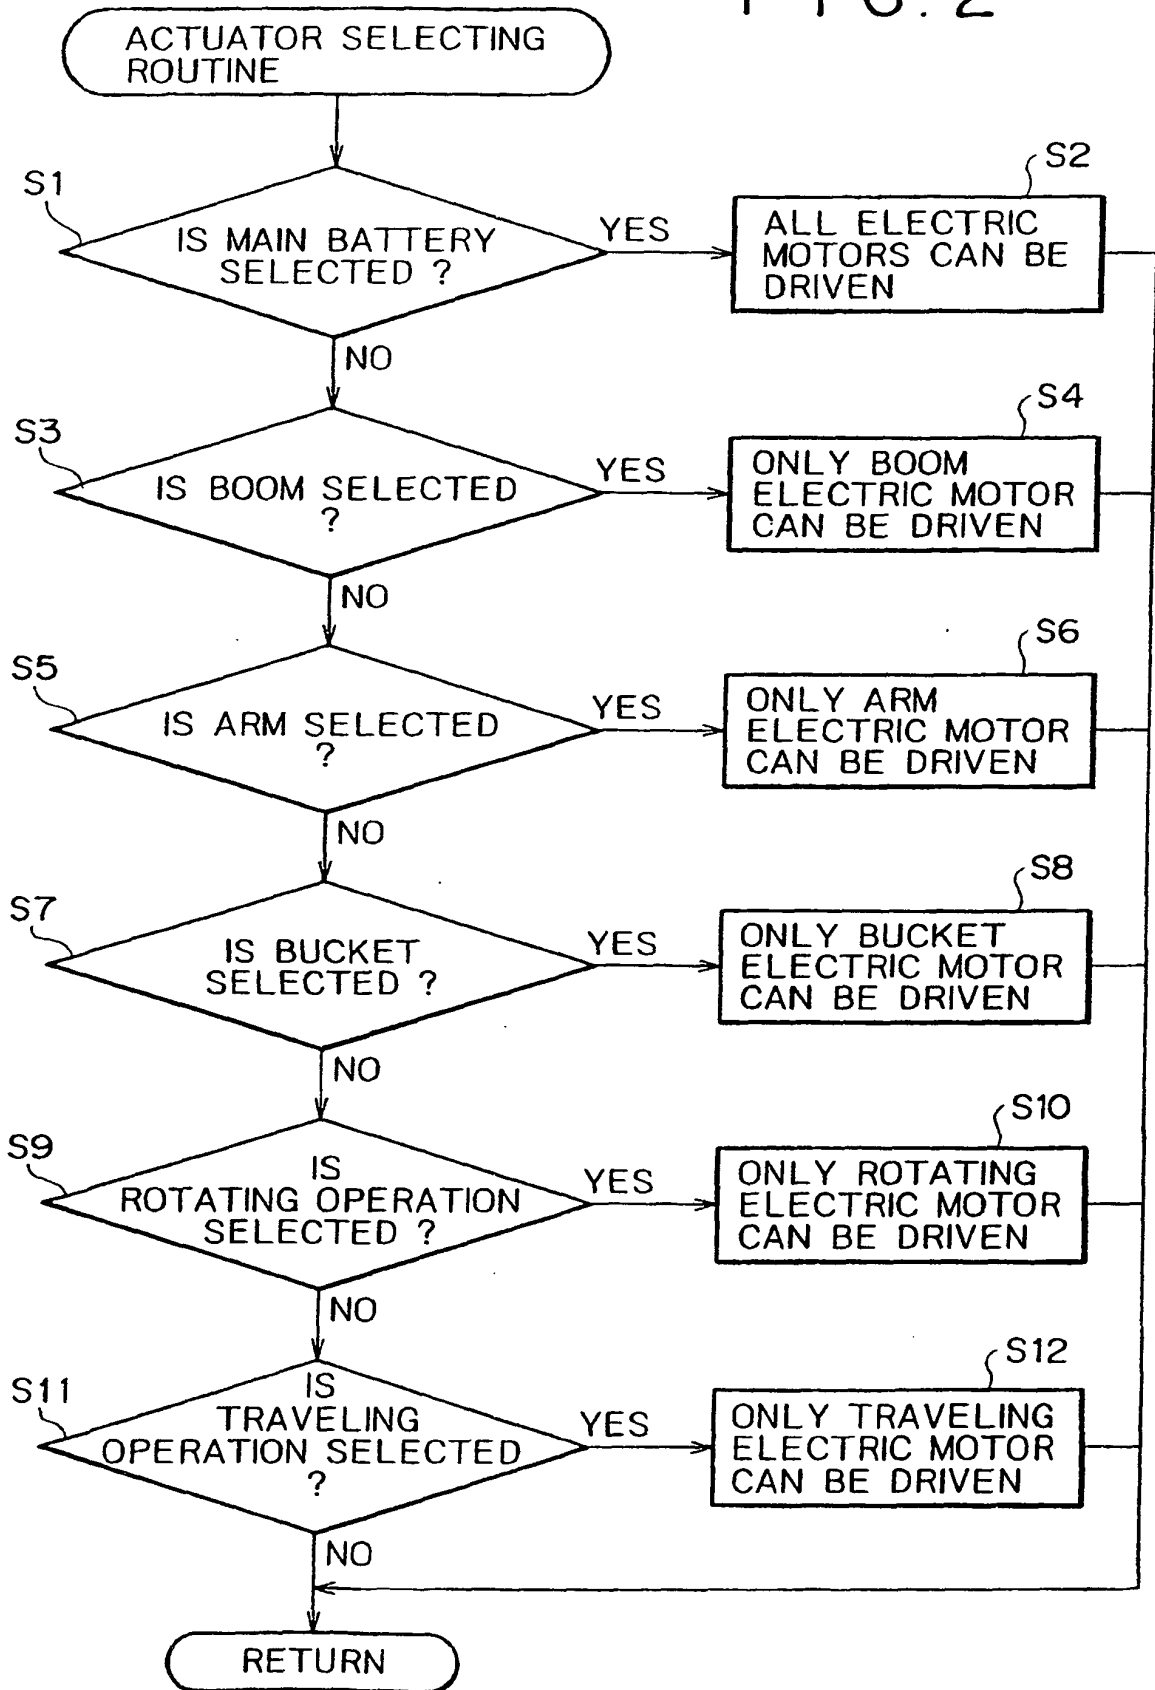 FIG. 2
ACTUATOR SELECTING
ROUTINE
S1
IS MAIN BATTERY
SELECTED ?
YES
S2
ALL ELECTRIC
MOTORS CAN BE
DRIVEN
NO
S3
IS BOOM SELECTED
?
YES
S4
ONLY BOOM
ELECTRIC MOTOR
CAN BE DRIVEN
NO
S5
IS ARM SELECTED
?
YES
S6
ONLY ARM
ELECTRIC MOTOR
CAN BE DRIVEN
NO
S7
IS BUCKET
SELECTED ?
YES
S8
ONLY BUCKET
ELECTRIC MOTOR
CAN BE DRIVEN
NO
S9
IS
ROTATING OPERATION
SELECTED ?
YES
S10
ONLY ROTATING
ELECTRIC MOTOR
CAN BE DRIVEN
NO
S11
IS
TRAVELING
OPERATION SELECTED
?
YES
S12
ONLY TRAVELING
ELECTRIC MOTOR
CAN BE DRIVEN
NO
RETURN